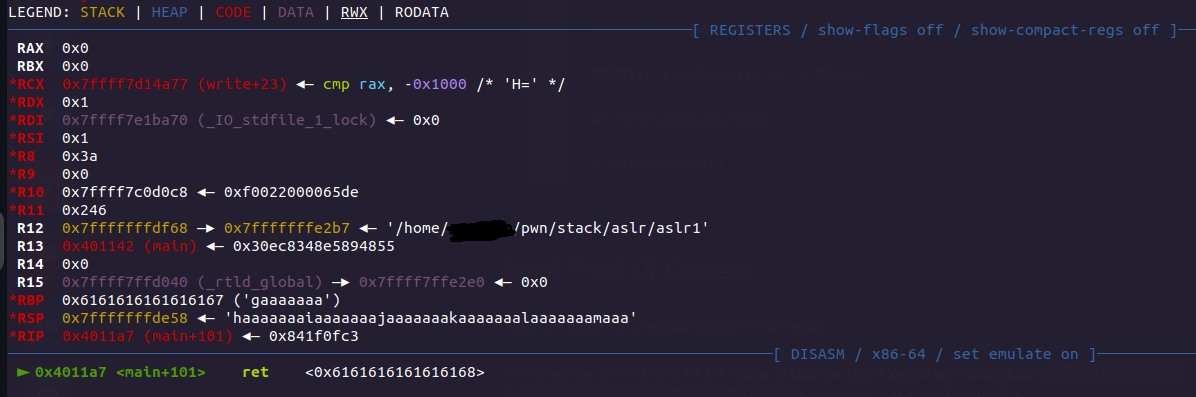 LEGEND: STACK | HEAP | CODE | DATA | RWX | RODATA
[ REGISTERS / show-flags off / show-compact-regs off ]
RAX 0x0
RBX 0x0
*RCX 0x7ffff7d14a77 (write+23) ◂— cmp rax, -0x1000 /* 'H=' */
*RDX 0x1
*RDI 0x7ffff7e1ba70 (_IO_stdfile_1_lock) ◂— 0x0
*RSI 0x1
*R8 0x3a
*R9 0x0
*R10 0x7ffff7c0d0c8 ◂— 0xf0022000065de
*R11 0x246
R12 0x7fffffffdf68 —▸ 0x7fffffffe2b7 ◂— '/home/ /pwn/stack/aslr/aslr1'
R13 0x401142 (main) ◂— 0x30ec8348e5894855
R14 0x0
R15 0x7ffff7ffd040 (_rtld_global) —▸ 0x7ffff7ffe2e0 ◂— 0x0
*RBP 0x6161616161616167 ('gaaaaaaa')
*RSP 0x7fffffffde58 ◂— 'haaaaaaaiaaaaaaajaaaaaaakaaaaaaalaaaaaaamaaa'
*RIP 0x4011a7 (main+101) ◂— 0x841f0fc3
[ DISASM / x86-64 / set emulate on ]
► 0x4011a7 <main+101> ret <0x6161616161616168>